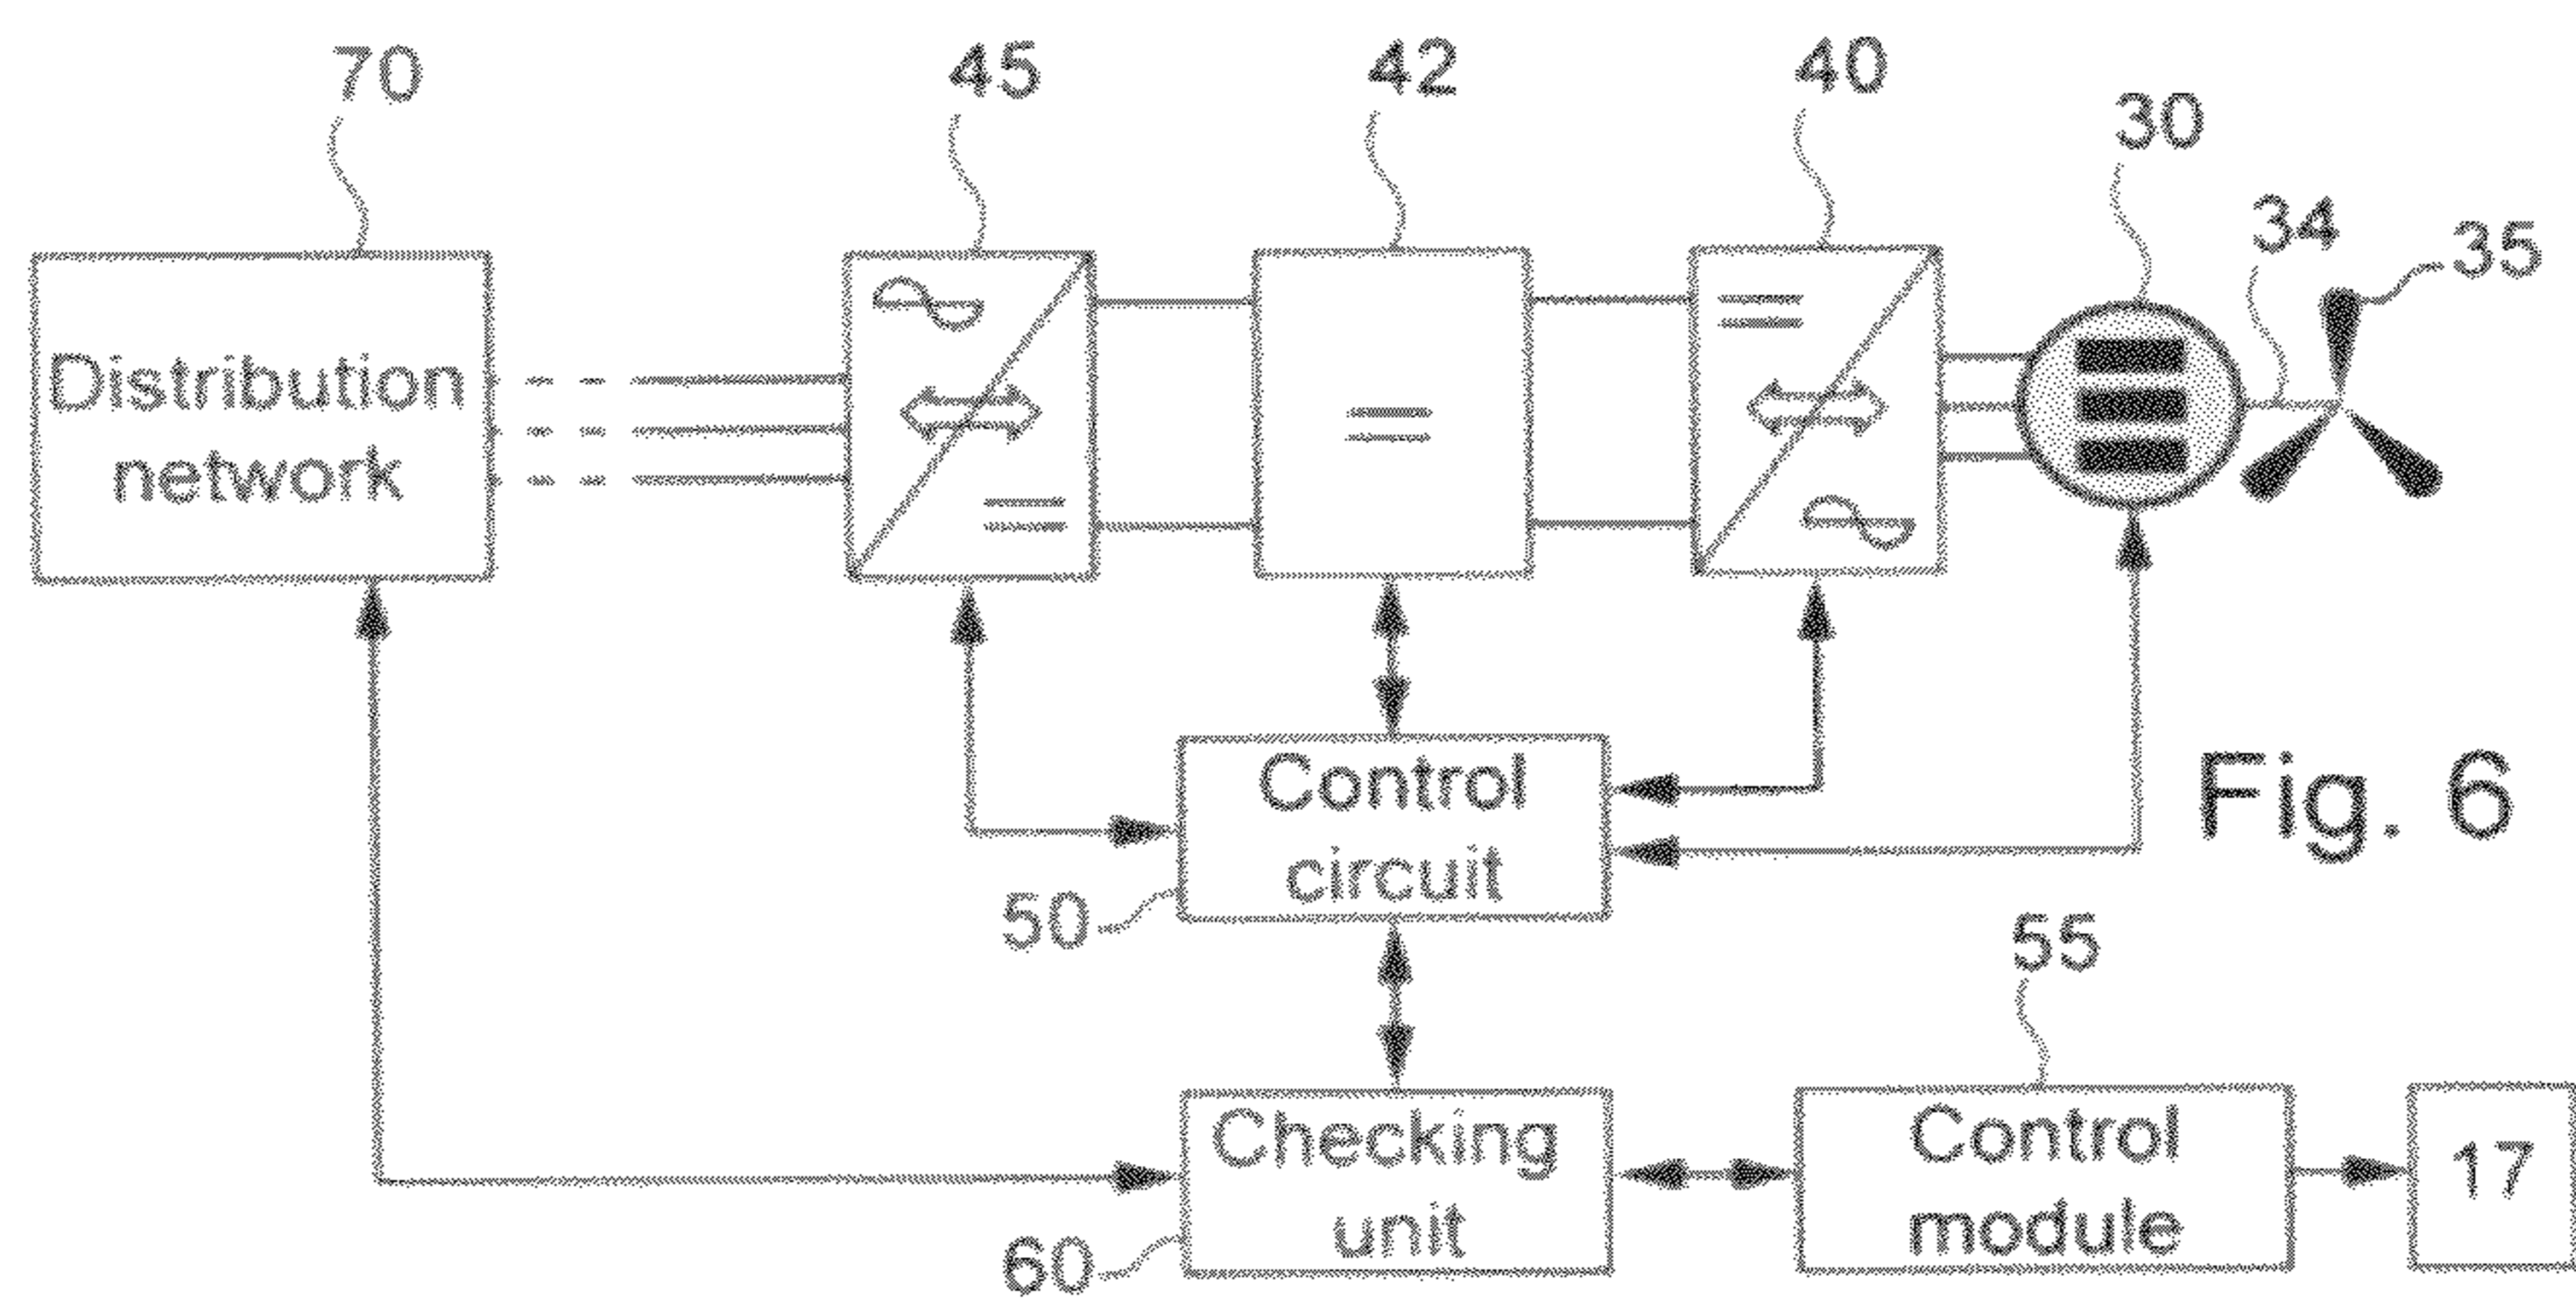 70
45
42
40
30
34
35
Distribution
network
Control
circuit
50
Fig. 6
55
Checking
unit
60
Control
module
17